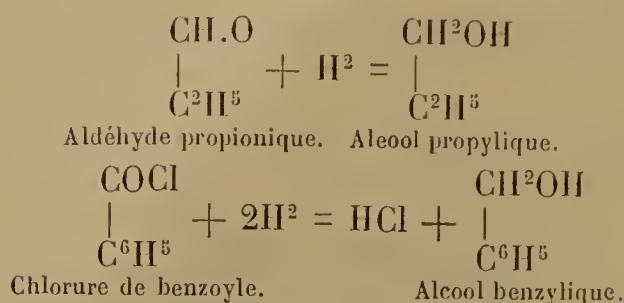 CH.O CH²OH
| + H² = |
C²H⁵ C²H⁵
Aldéhyde propionique. Alcool propylique.
COCl CH²OH
| + 2H² = HCl + |
C⁶H⁵ C⁶H⁵
Chlorure de benzoyle. Alcool benzylique.